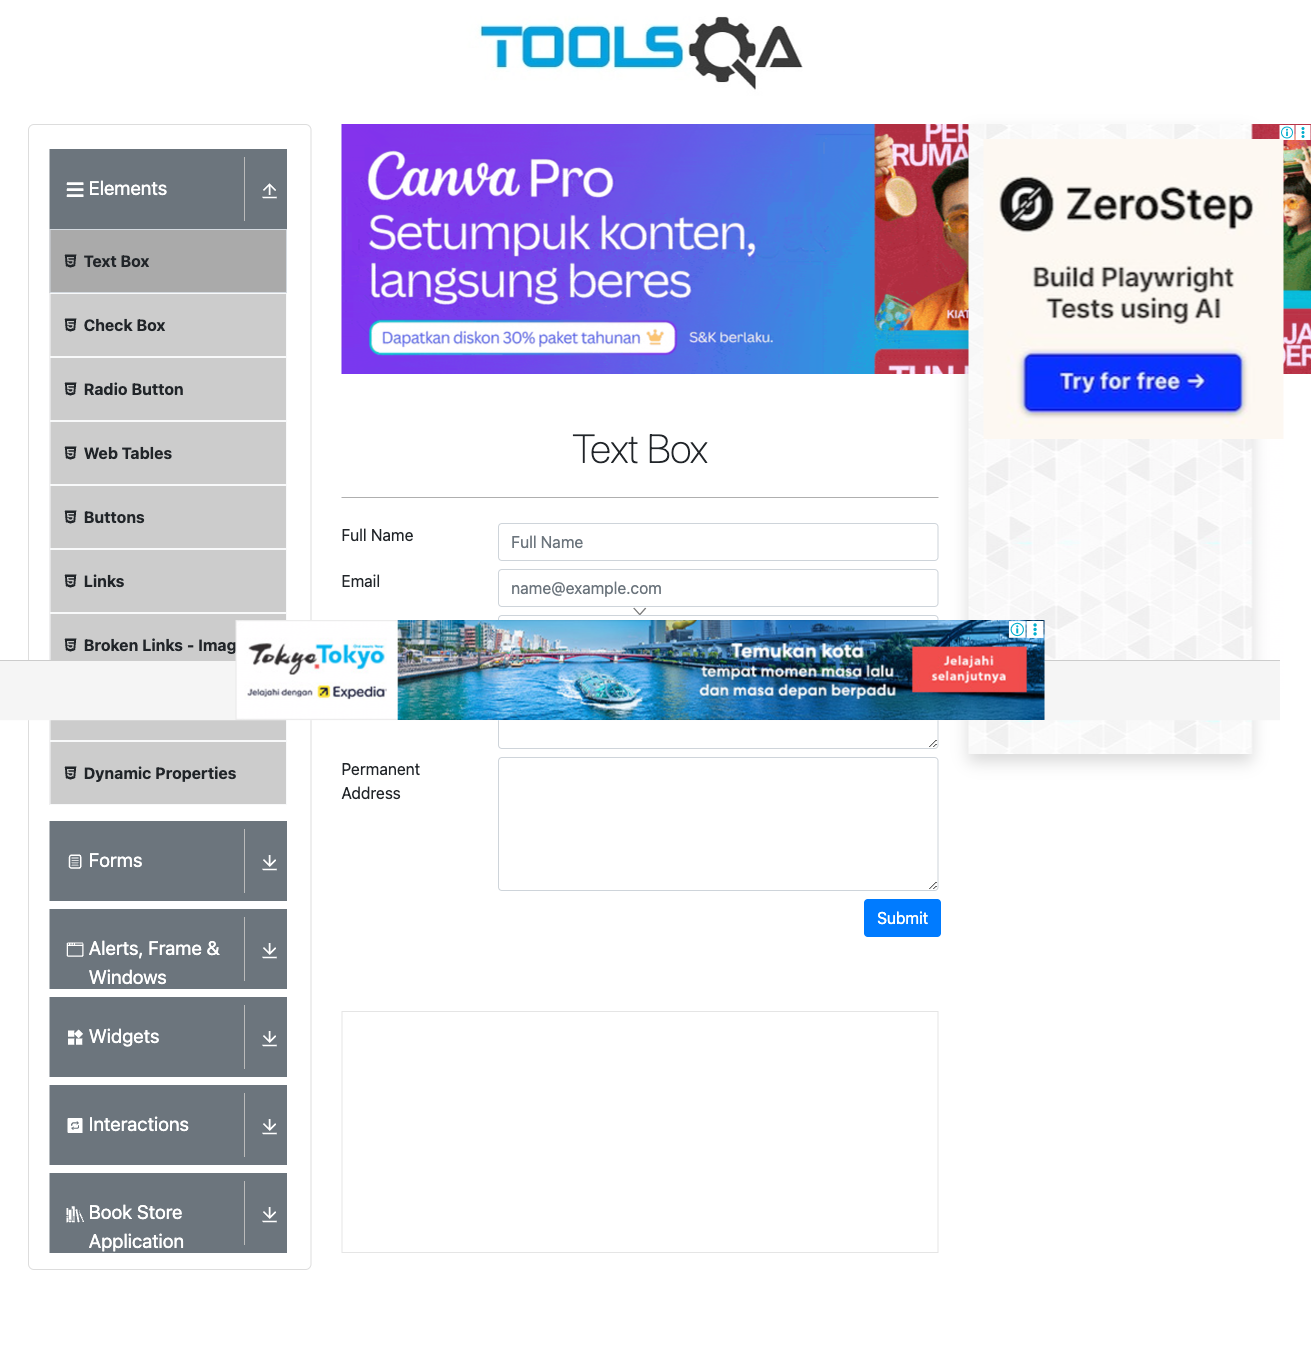 TOOLSQA
Elements
Text Box
Check Box
Radio Button
Web Tables
Buttons
Links
Broken Links - Imag
Dynamic Properties
Forms
Alerts, Frame &
Windows
Widgets
Interactions
Book Store
Application
Canva Pro
Setumpuk konten,
langsung beres
Dapatkan diskon 30% paket tahunan
S&K berlaku.
PER
RUMA
KIAT
ZeroStep
Build Playwright
Tests using AI
Try for free →
Text Box
Full Name
Full Name
Email
name@example.com
Tokyo Tokyo
Jelajahi dengan Expedia
Temukan kota
tempat momen masa lalu
dan masa depan berpadu
Jelajahi
selanjutnya
Permanent
Address
Submit